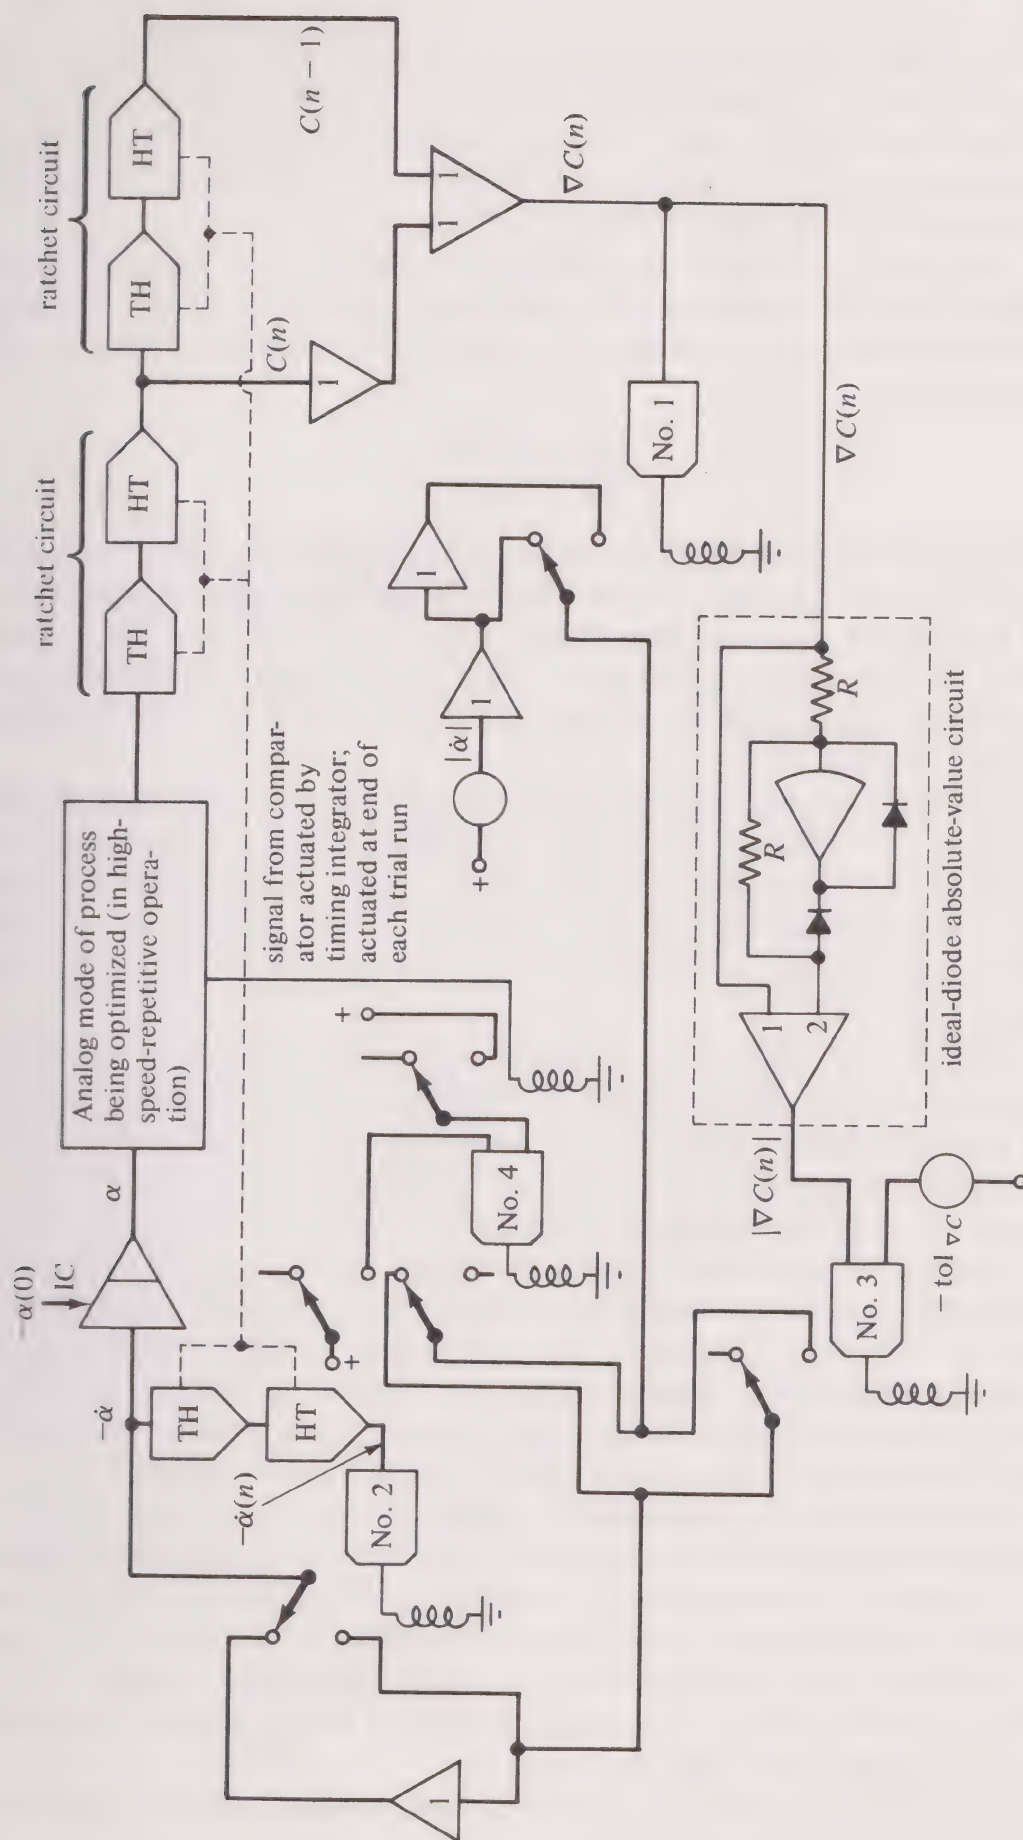 ratchet circuit
ratchet circuit
TH
HT
TH
HT
C(n − 1)
C(n)
1
1
1
∇C(n)
−α(0)
IC
α
Analog mode of process
being optimized (in high-
speed-repetitive opera-
tion)
−α̇
TH
HT
−α̇(n)
No. 2
signal from compar-
ator actuated by
timing integrator;
actuated at end of
each trial run
+
+
No. 4
|α̇|
+
1
1
No. 1
∇C(n)
1
R
R
1
2
ideal-diode absolute-value circuit
|∇C(n)|
No. 3
−tol ∇C